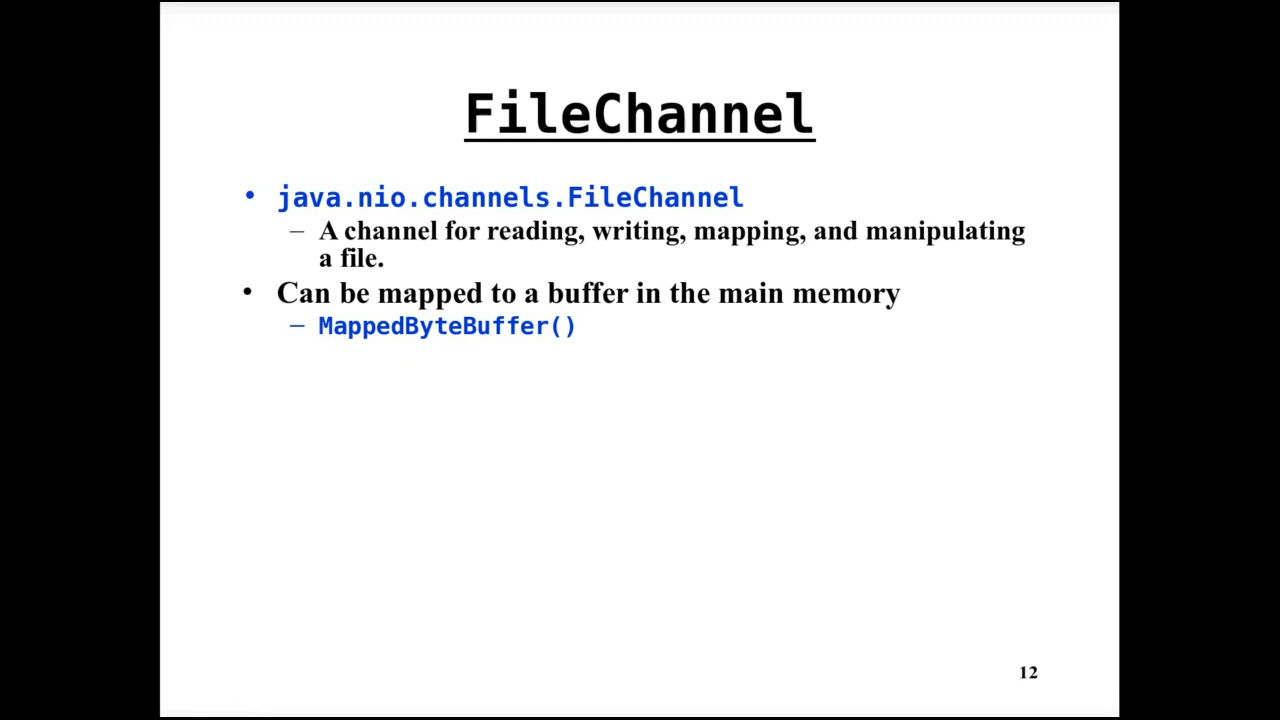 FileChannel
• java.nio.channels.FileChannel
– A channel for reading, writing, mapping, and manipulating
a file.
• Can be mapped to a buffer in the main memory
– MappedByteBuffer()
12